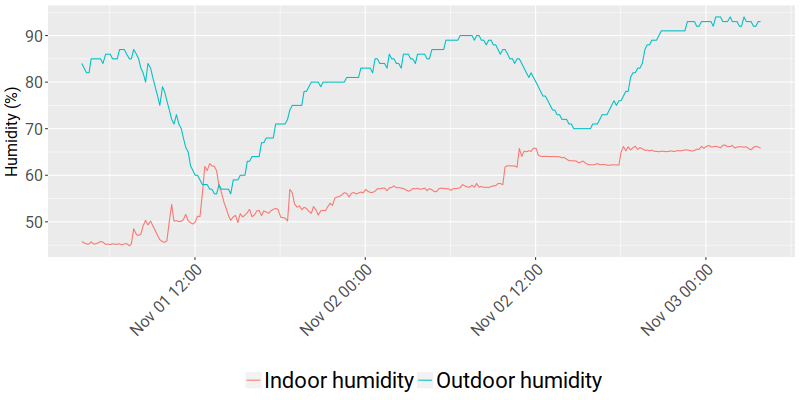 Humidity (%)
90
80
70
60
50
Nov 01 12:00
Nov 02 00:00
Nov 02 12:00
Nov 03 00:00
Indoor humidity Outdoor humidity